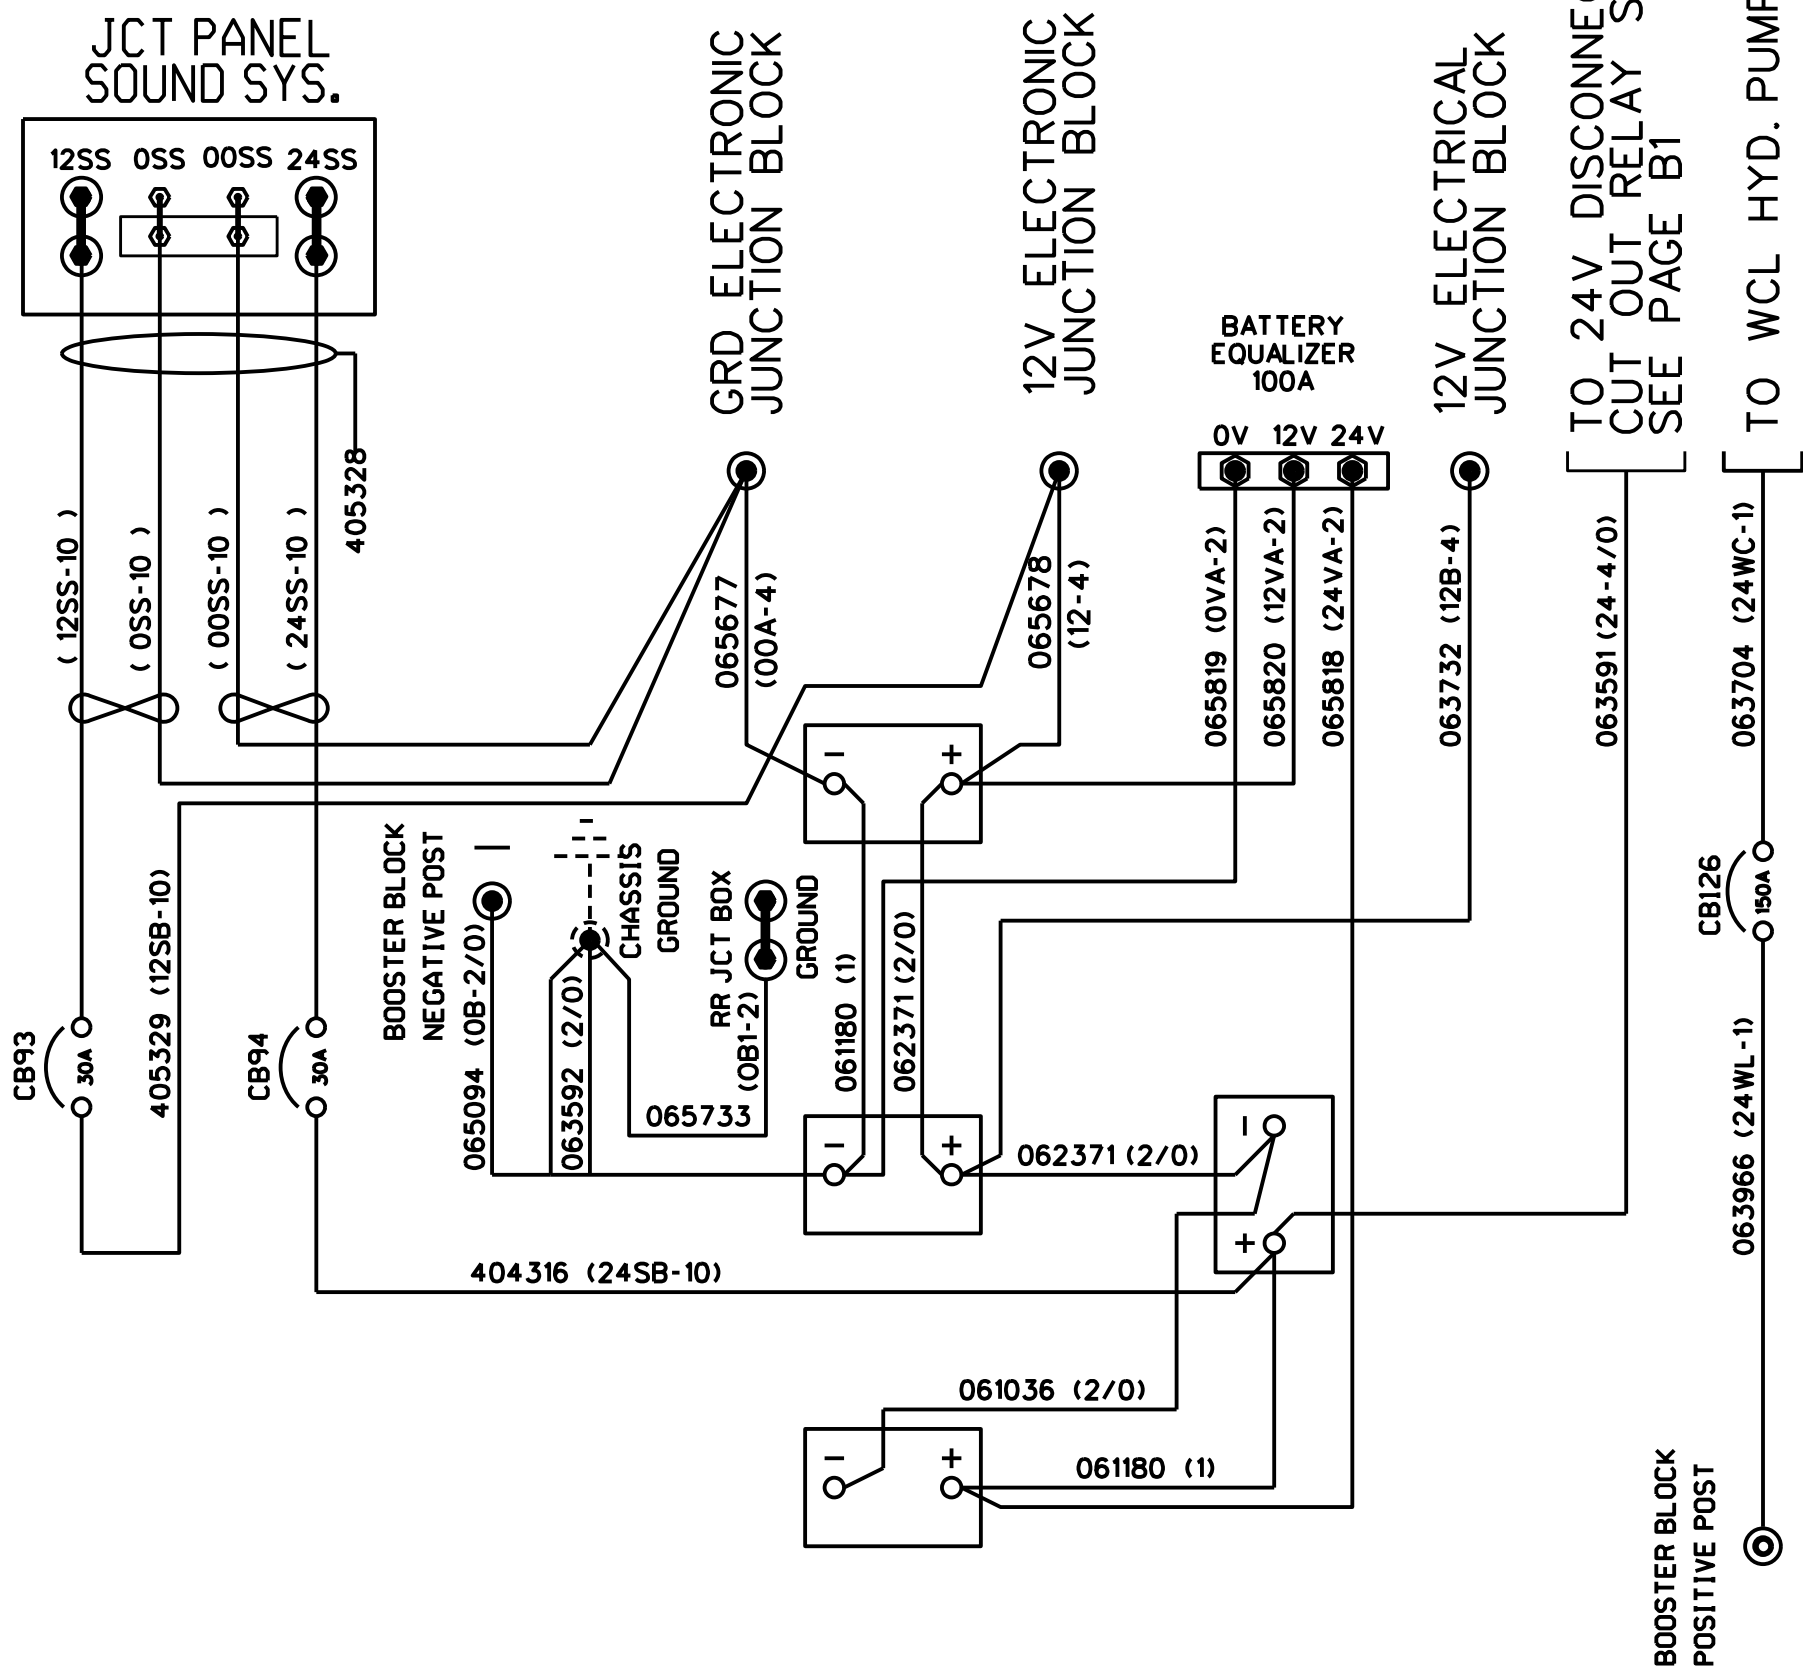 JCT PANEL
SOUND SYS.
12SS 0SS 00SS 24SS
405328
( 12SS-10 )
( 0SS-10 )
( 00SS-10 )
( 24SS-10 )
GRD ELECTRONIC
JUNCTION BLOCK
12V ELECTRONIC
JUNCTION BLOCK
BATTERY
EQUALIZER
100A
0V 12V 24V
12V ELECTRICAL
JUNCTION BLOCK
TO 24V DISCONNEC
CUT OUT RELAY S
SEE PAGE B1
TO WCL HYD. PUMP
065677
(00A-4)
065678
(12-4)
065819 (0VA-2)
065820 (12VA-2)
065818 (24VA-2)
063732 (12B-4)
063591 (24-4/0)
063704 (24WC-1)
- +
BOOSTER BLOCK
NEGATIVE POST
CHASSIS
GROUND
RR JCT BOX
GROUND
CB126
150A
405329 (12SB-10)
065094 (0B-2/0)
063592 (2/0)
(0B1-2)
065733
061180 (1)
062371 (2/0)
CB93
30A
CB94
30A
- +
062371 (2/0)
-
+
063966 (24WL-1)
404316 (24SB-10)
061036 (2/0)
- +
061180 (1)
BOOSTER BLOCK
POSITIVE POST